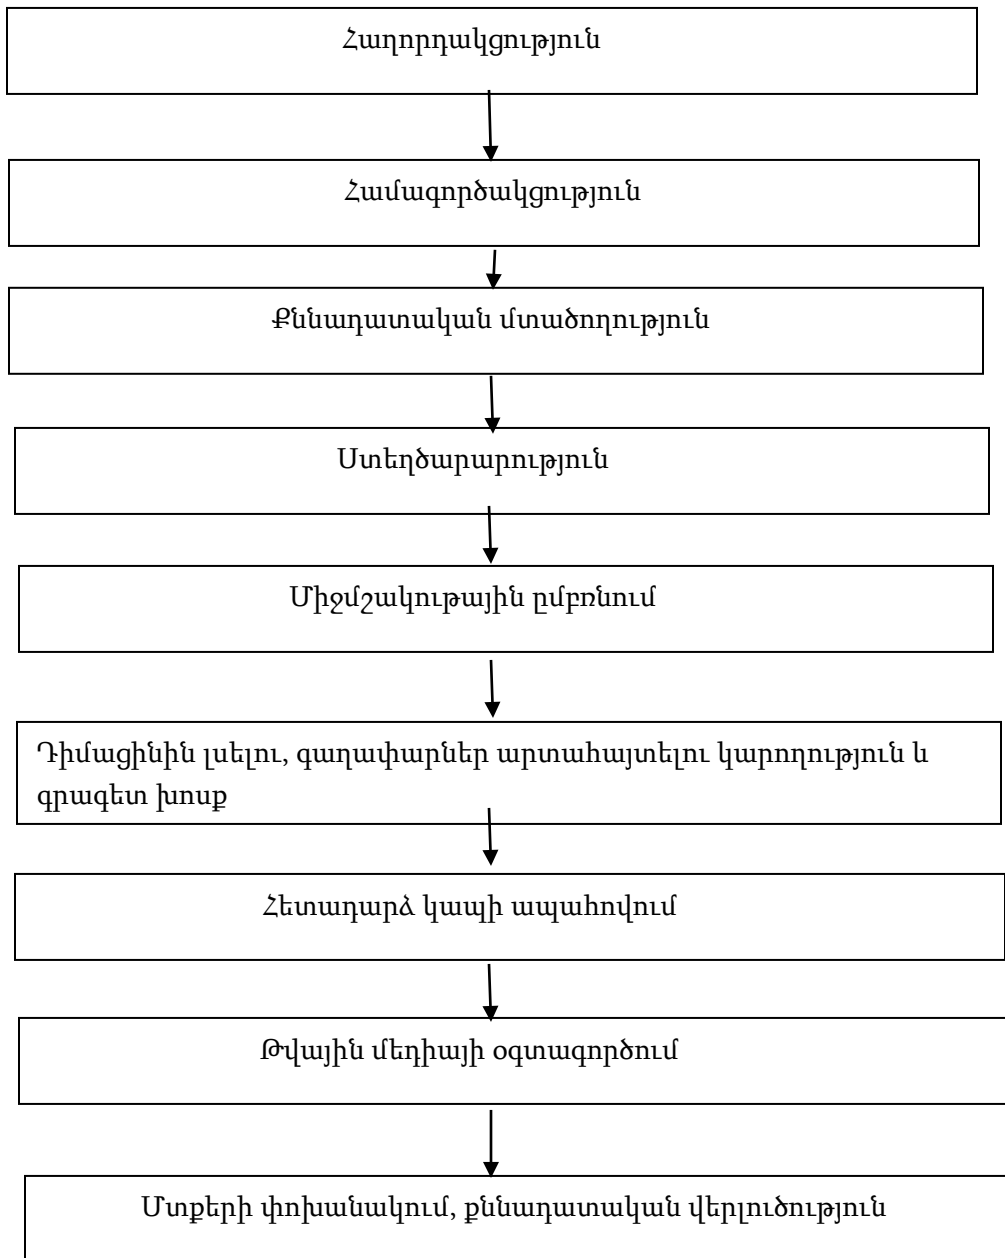 Հաղորդակցություն
Համագործակցություն
Քննադատական մտածողություն
Ստեղծարարություն
Միջմշակութային ըմբռնում
Դիմացինին լսելու, գաղափարներ արտահայտելու կարողություն և
գրագետ խոսք
Հետադարձ կապի ապահովում
Թվային մեդիայի օգտագործում
Մտքերի փոխանակում, քննադատական վերլուծություն